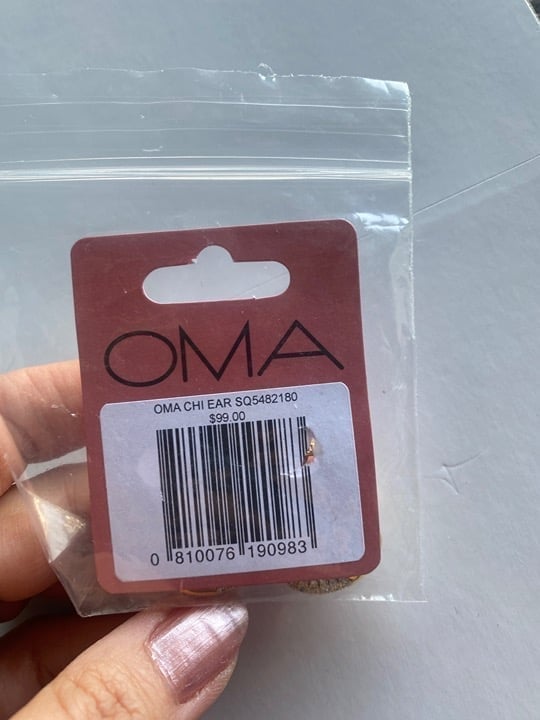 OMA
OMA CHI EAR SQ5482180
$99.00
0 810076 190983